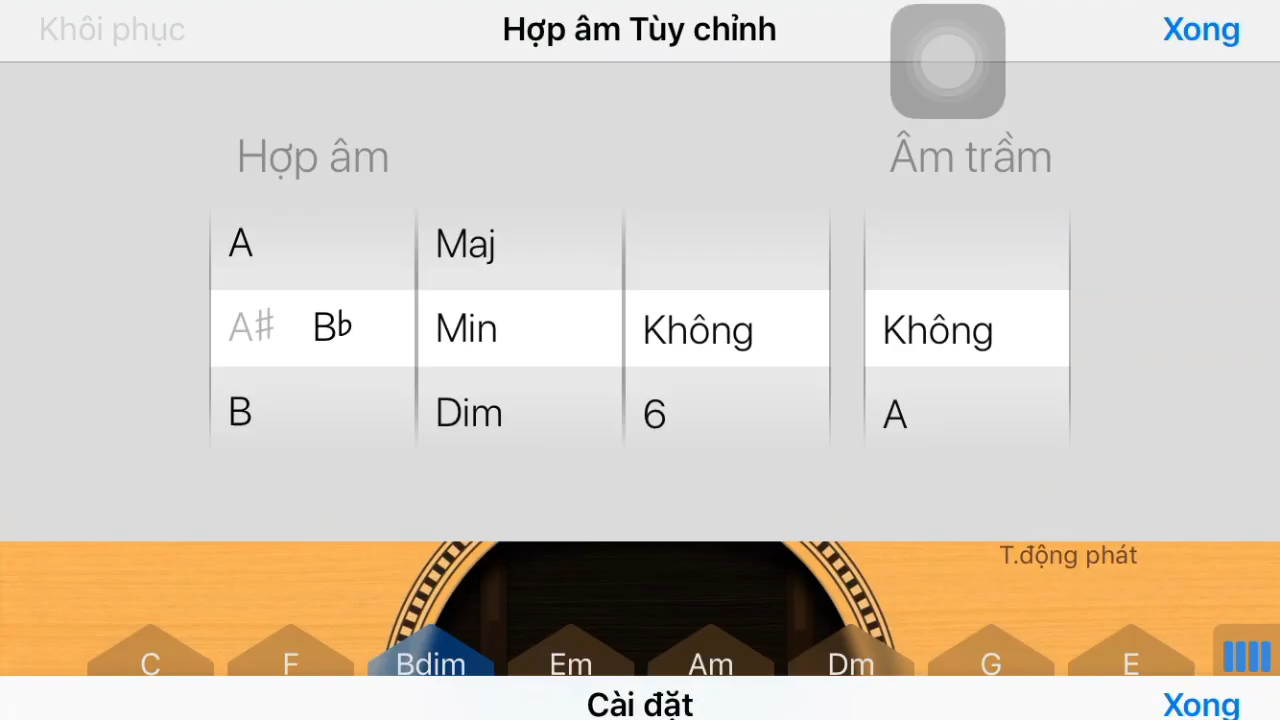 Khôi phục Hợp âm Tùy chỉnh Xong
Hợp âm Âm trầm
A Maj
A♯ B♭ Min Không Không
B Dim 6 A
T.động phát
C F Bdim Em Am Dm G E
Cài đặt Xong